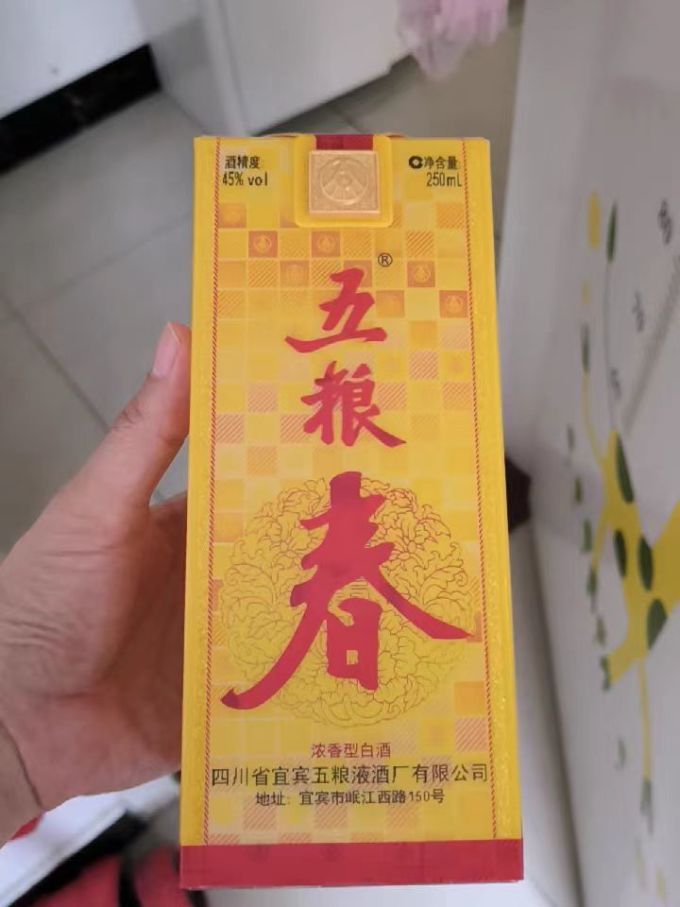 酒精度:
45% vol
C净含量:
250mL
五®
粮
春
浓香型白酒
四川省宜宾五粮液酒厂有限公司
地址: 宜宾市岷江西路150号